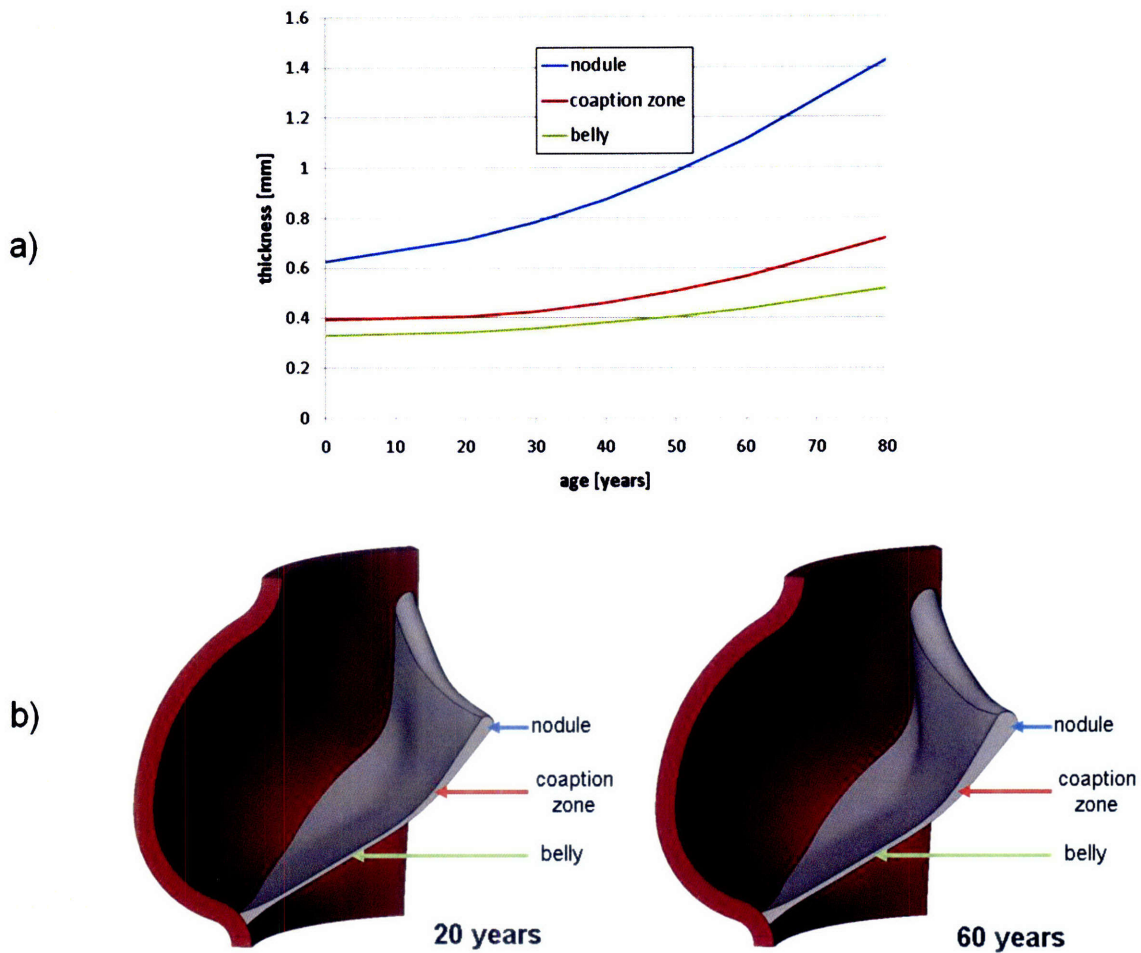 a)
thickness [mm]
1.6
1.4
1.2
1
0.8
0.6
0.4
0.2
0
nodule
coaption zone
belly
0 10 20 30 40 50 60 70 80
age [years]
b)
nodule
coaption
zone
belly
20 years
nodule
coaption
zone
belly
60 years